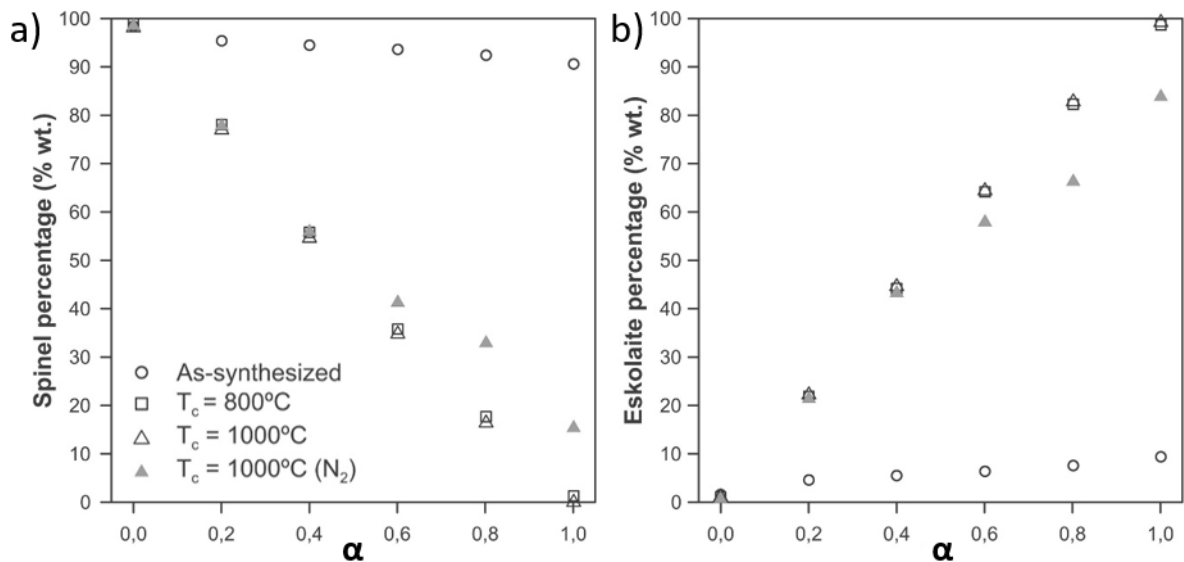 a)
100
90
80
70
60
50
40
30
20
10
0
Spinel percentage (% wt.)
As-synthesized
T_c = 800ºC
T_c = 1000ºC
T_c = 1000ºC (N₂)
0,0 0,2 0,4 0,6 0,8 1,0
α
b)
100
90
80
70
60
50
40
30
20
10
0
Eskolaite percentage (% wt.)
0,0 0,2 0,4 0,6 0,8 1,0
α